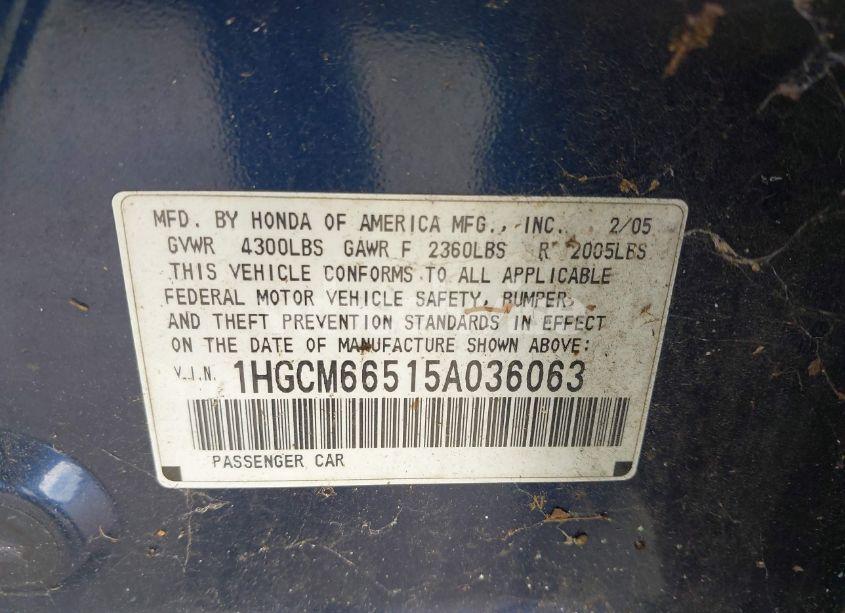 MFD. BY HONDA OF AMERICA MFG., INC. 2/05
GVWR 4300LBS GAWR F 2360LBS R 2005LBS
THIS VEHICLE CONFORMS TO ALL APPLICABLE
FEDERAL MOTOR VEHICLE SAFETY, BUMPER,
AND THEFT PREVENTION STANDARDS IN EFFECT
ON THE DATE OF MANUFACTURE SHOWN ABOVE:
V.I.N. 1HGCM66515A036063
PASSENGER CAR